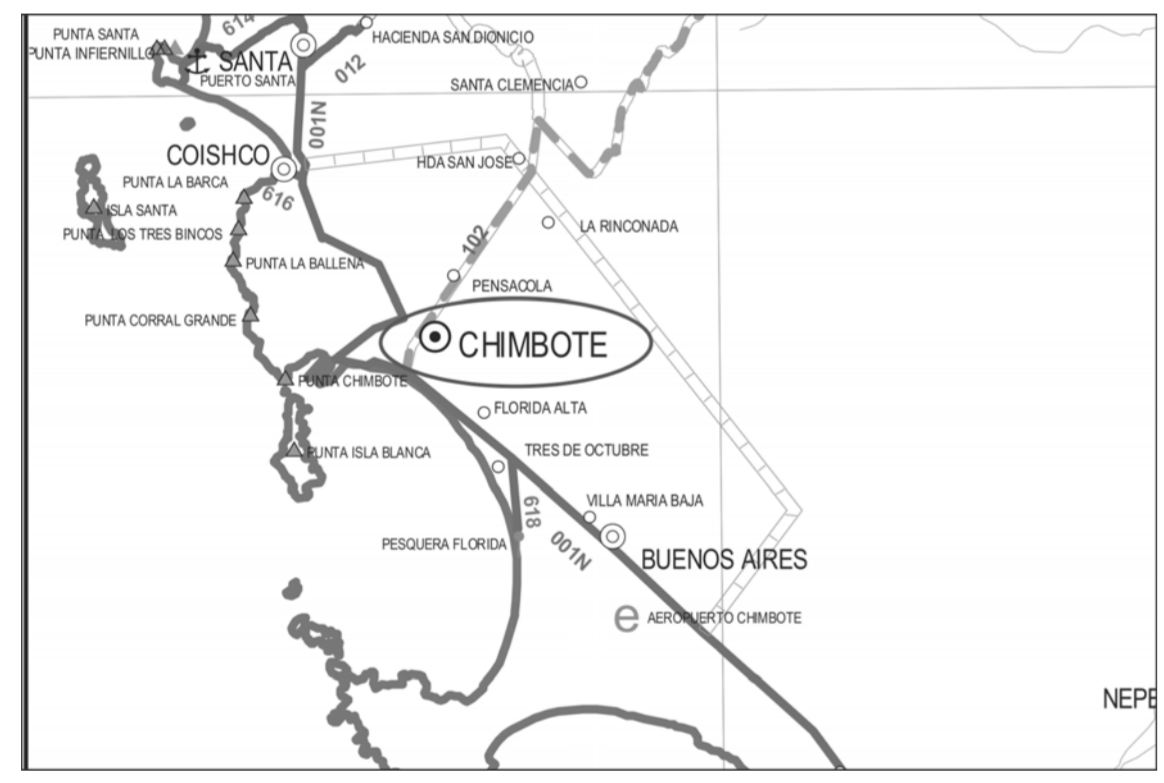 PUNTA SANTA
614
HACIENDA SAN DIONICIO
PUNTA INFIERNILLO
SANTA
PUERTO SANTA
012
SANTA CLEMENCIA
001N
COISHCO
HDA SAN JOSE
PUNTA LA BARCA
616
ISLA SANTA
LA RINCONADA
PUNTA LOS TRES BINCOS
102
PUNTA LA BALLENA
PENSACOLA
PUNTA CORRAL GRANDE
CHIMBOTE
PUNTA CHIMBOTE
FLORIDA ALTA
PUNTA ISLA BLANCA
TRES DE OCTUBRE
VILLA MARIA BAJA
618
PESQUERA FLORIDA
001N
BUENOS AIRES
e
AEROPUERTO CHIMBOTE
NEPE